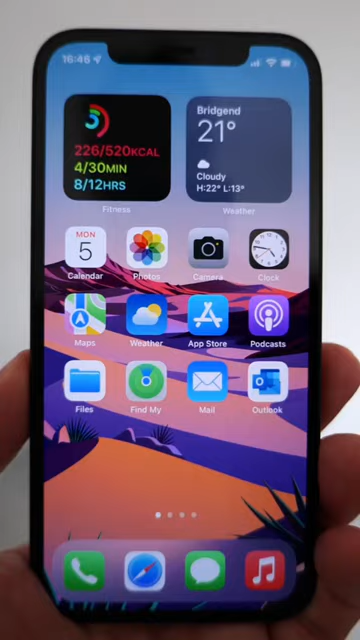 16:46
226/520KCAL
4/30MIN
8/12HRS
Fitness
Bridgend
21°
Cloudy
H:22° L:13°
Weather
MON
5
Calendar
Photos
Camera
Clock
Maps
Weather
App Store
Podcasts
Files
Find My
Mail
Outlook